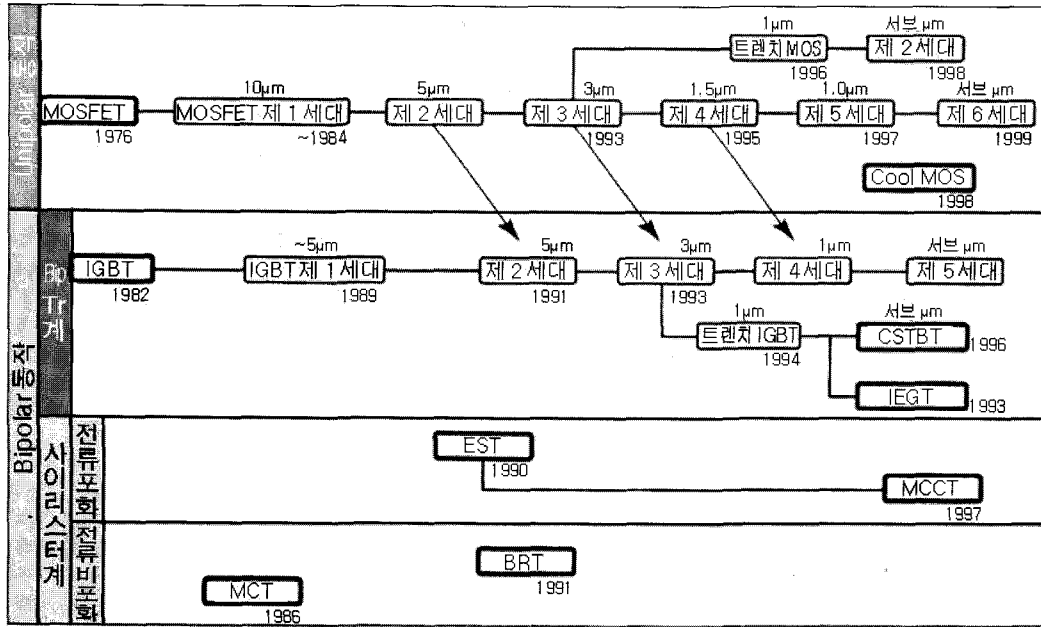 Unipolar 동작
1μm
서브 μm
트렌치 MOS
제 2 세대
1996
1998
10μm
5μm
3μm
1.5μm
1.0μm
서브 μm
MOSFET
MOSFET 제 1 세대
제 2 세대
제 3 세대
제 4 세대
제 5 세대
제 6 세대
1976
~1984
1993
1995
1997
1999
Cool MOS
1998
Bipolar 동작
Bp Tr 계
~5μm
5μm
3μm
1μm
서브 μm
IGBT
IGBT 제 1 세대
제 2 세대
제 3 세대
제 4 세대
제 5 세대
1982
1989
1991
1993
1μm
서브 μm
트렌치 IGBT
CSTBT
1996
1994
IEGT
1993
사이리스터계
전류포화
EST
1990
MCCT
1997
전류비포화
BRT
1991
MCT
1986